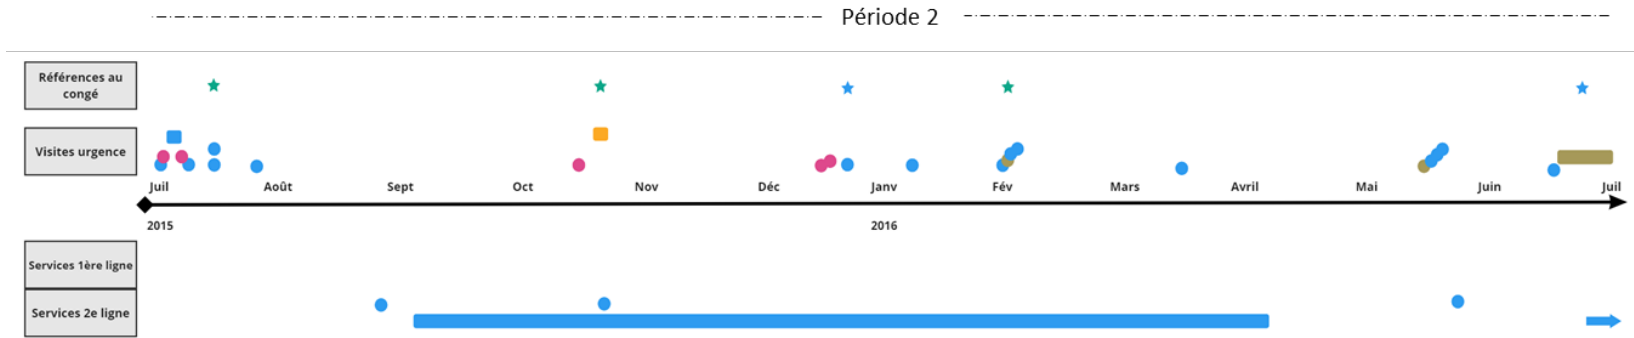 Période 2
Références au
congé
Visites urgence
Juil Août Sept Oct Nov Déc Janv Fév Mars Avril Mai Juin Juil
2015 2016
Services 1ère ligne
Services 2e ligne